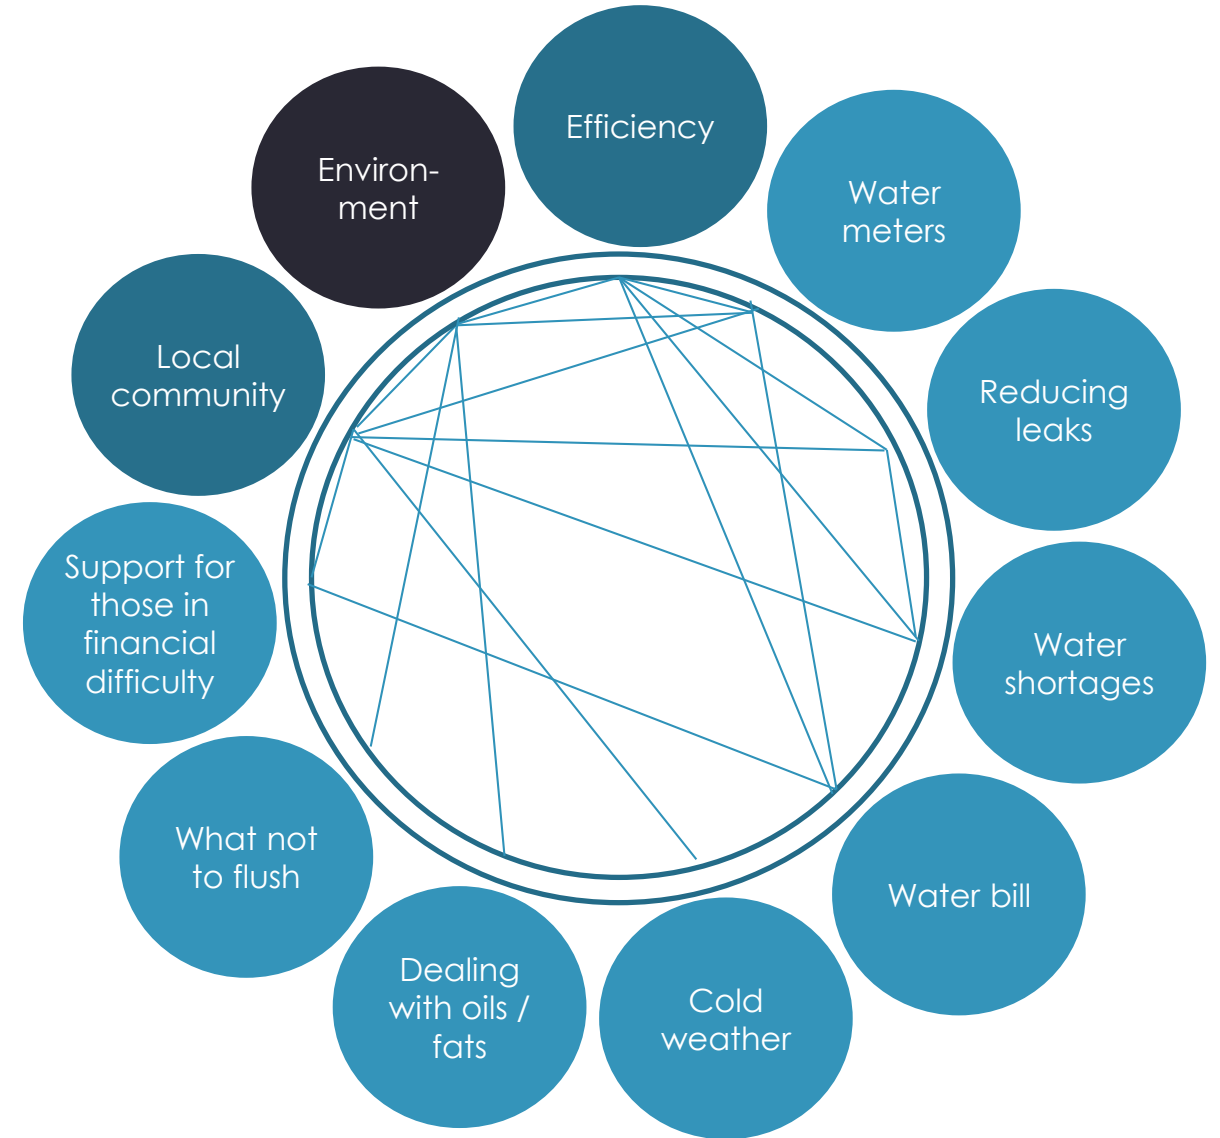 Efficiency
Water
meters
Reducing
leaks
Water
shortages
Water bill
Cold
weather
Dealing
with oils /
fats
What not
to flush
Support for
those in
financial
difficulty
Local
community
Environ-
ment